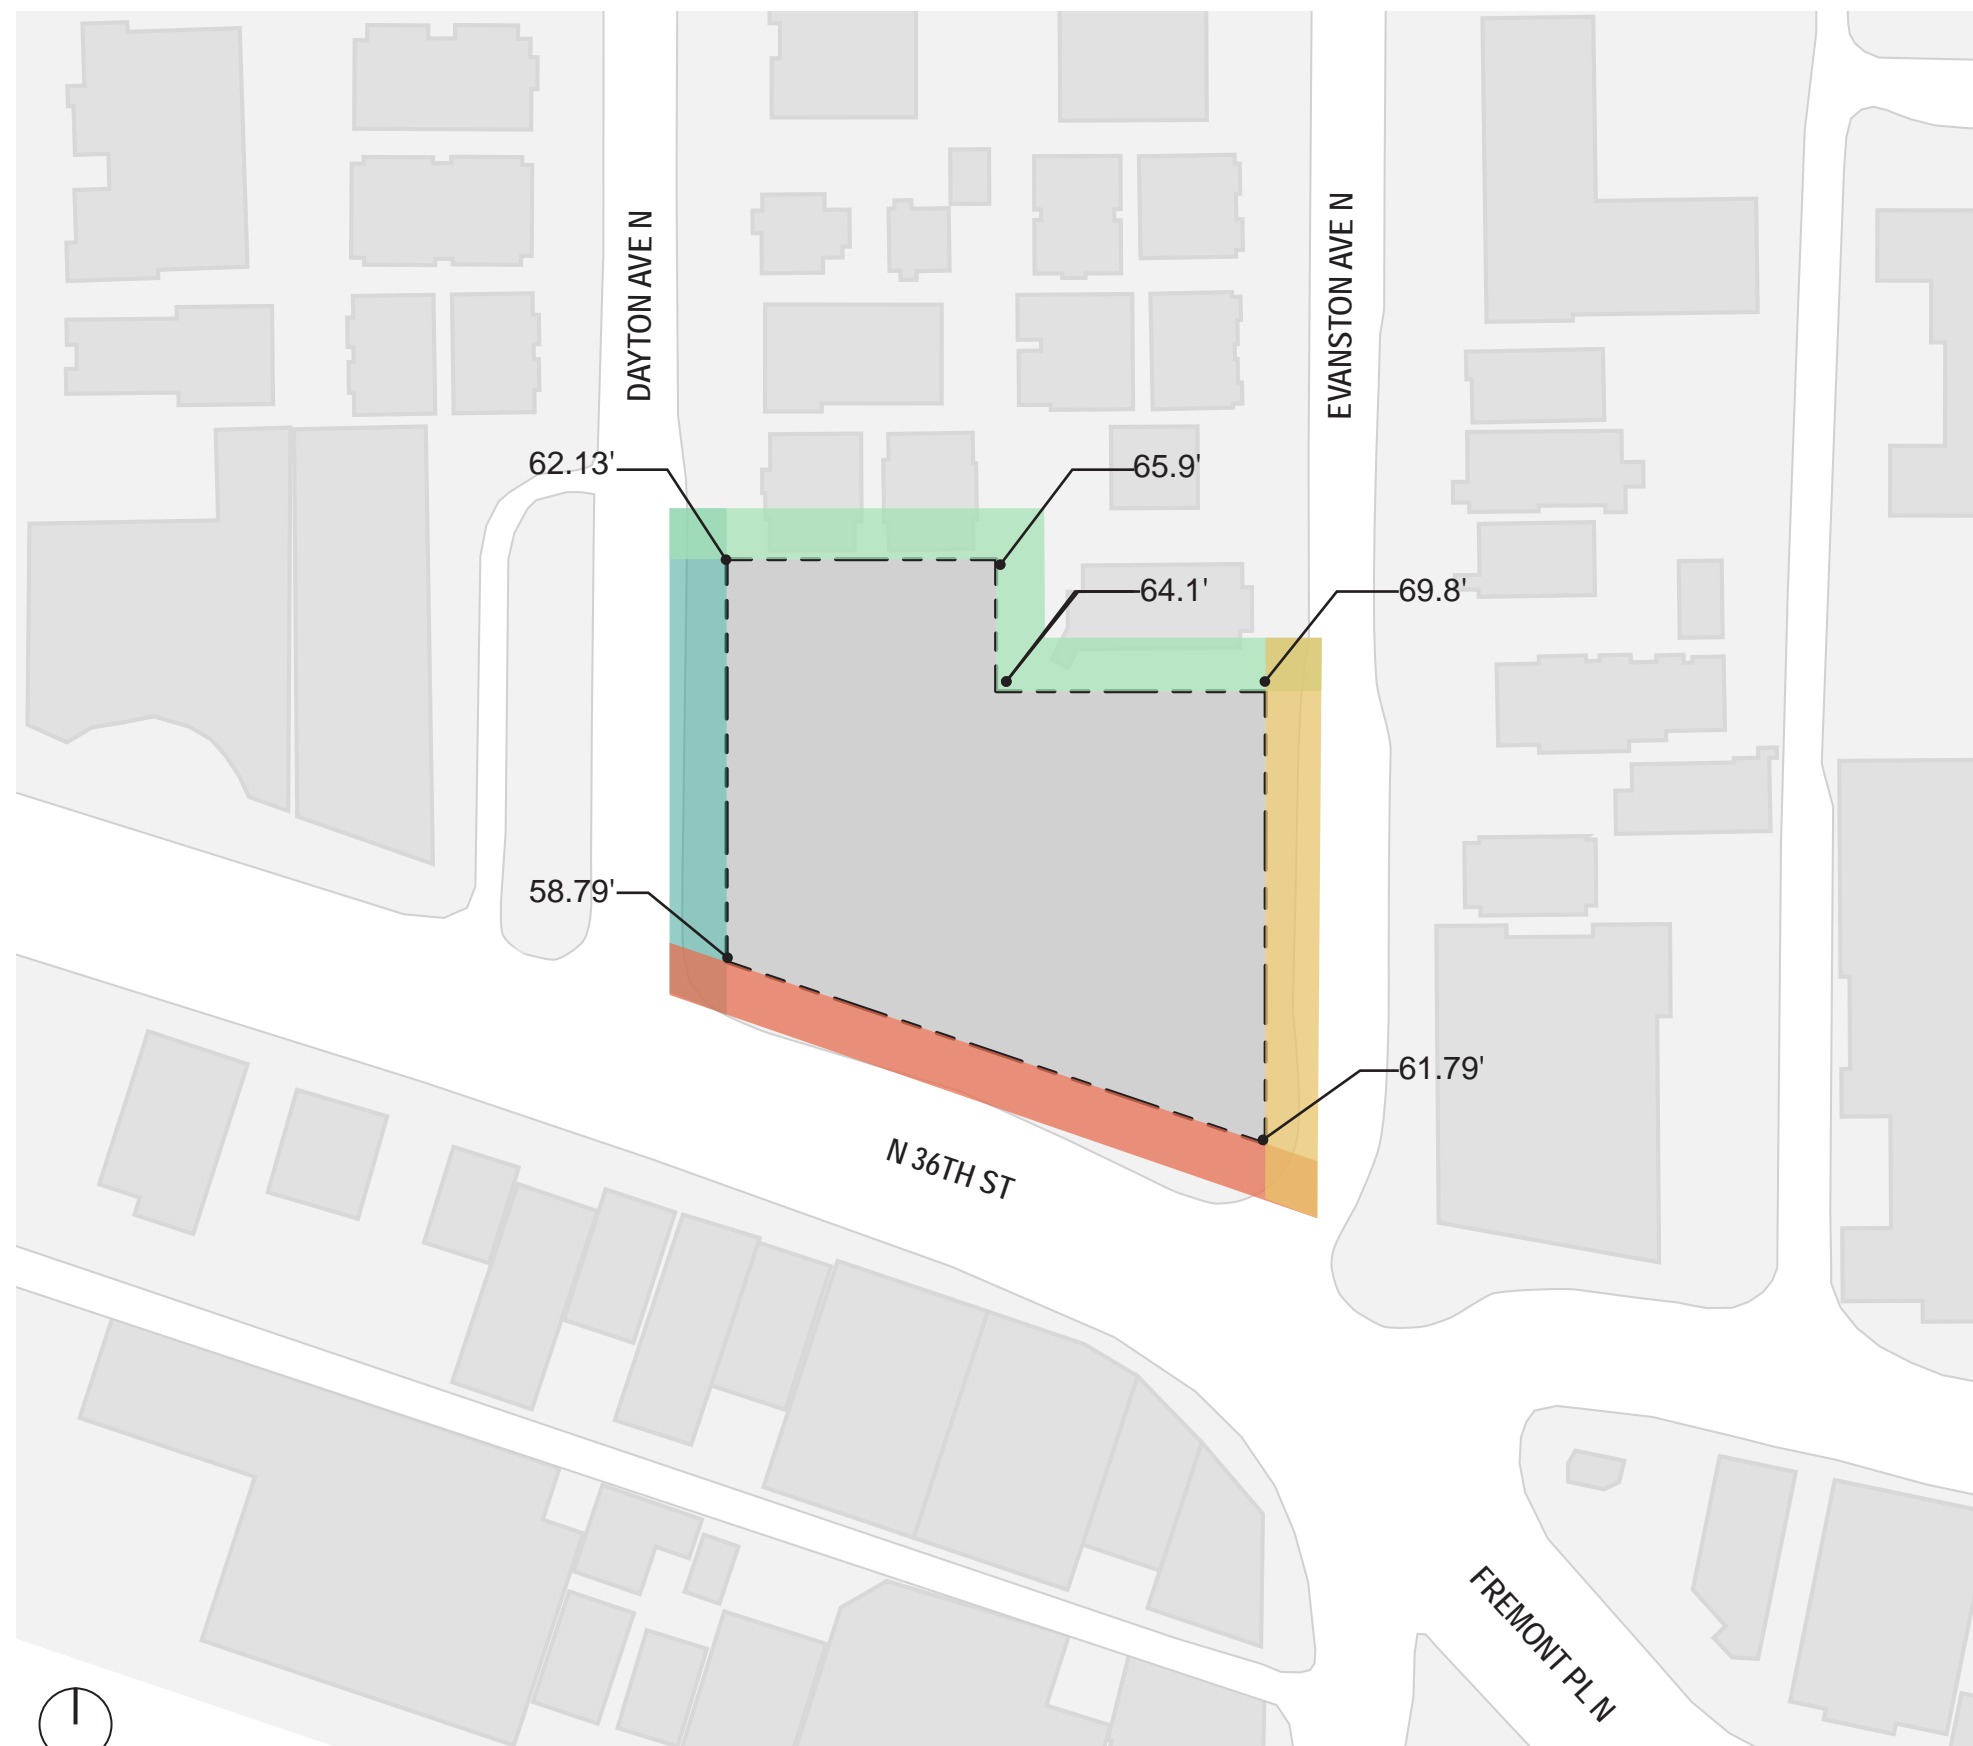 DAYTON AVE N
EVANSTON AVE N
62.13'
65.9'
64.1'
69.8'
58.79'
61.79'
N 36TH ST
FREMONT PL N